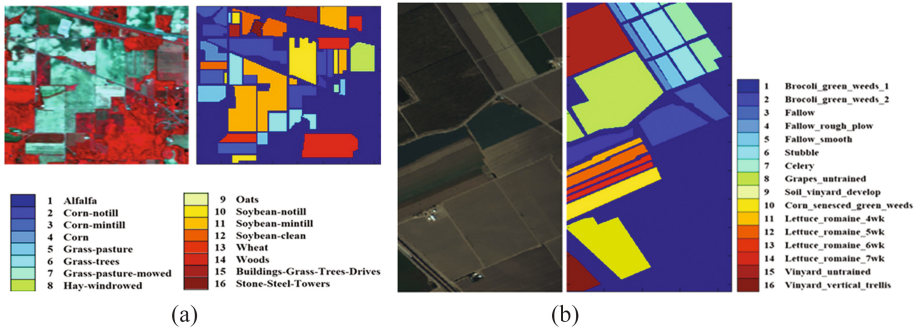 1 Alfalfa
2 Corn-notill
3 Corn-mintill
4 Corn
5 Grass-pasture
6 Grass-trees
7 Grass-pasture-mowed
8 Hay-windrowed
9 Oats
10 Soybean-notill
11 Soybean-mintill
12 Soybean-clean
13 Wheat
14 Woods
15 Buildings-Grass-Trees-Drives
16 Stone-Steel-Towers
(a)
1 Brocoli_green_weeds_1
2 Brocoli_green_weeds_2
3 Fallow
4 Fallow_rough_plow
5 Fallow_smooth
6 Stubble
7 Celery
8 Grapes_untrained
9 Soil_vinyard_develop
10 Corn_senesced_green_weeds
11 Lettuce_romaine_4wk
12 Lettuce_romaine_5wk
13 Lettuce_romaine_6wk
14 Lettuce_romaine_7wk
15 Vinyard_untrained
16 Vinyard_vertical_trellis
(b)